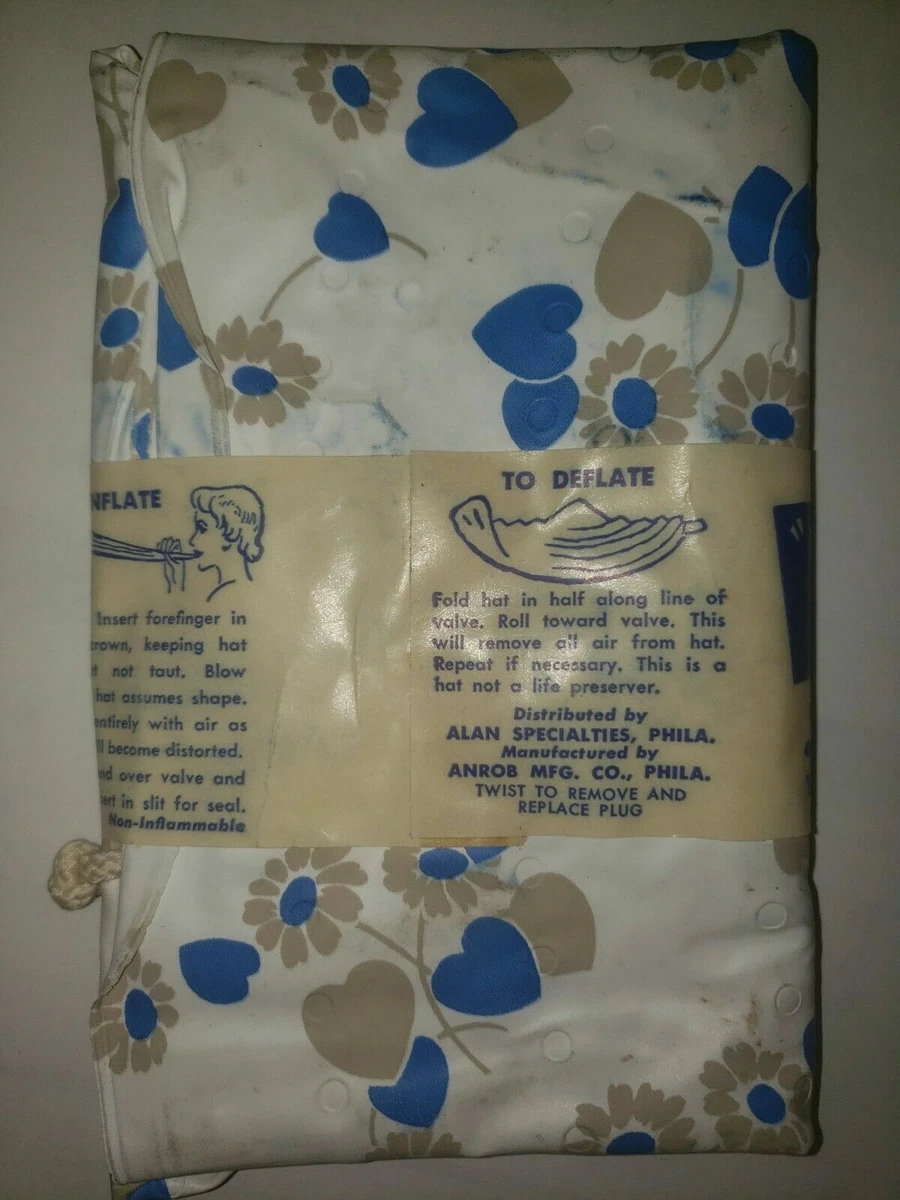 NFLATE
Insert forefinger in
rown, keeping hat
t not taut. Blow
hat assumes shape.
entirely with air as
ll become distorted.
nd over valve and
ert in slit for seal.
Non-Inflammable
TO DEFLATE
Fold hat in half along line of
valve. Roll toward valve. This
will remove all air from hat.
Repeat if necessary. This is a
hat not a life preserver.
Distributed by
ALAN SPECIALTIES, PHILA.
Manufactured by
ANROB MFG. CO., PHILA.
TWIST TO REMOVE AND
REPLACE PLUG